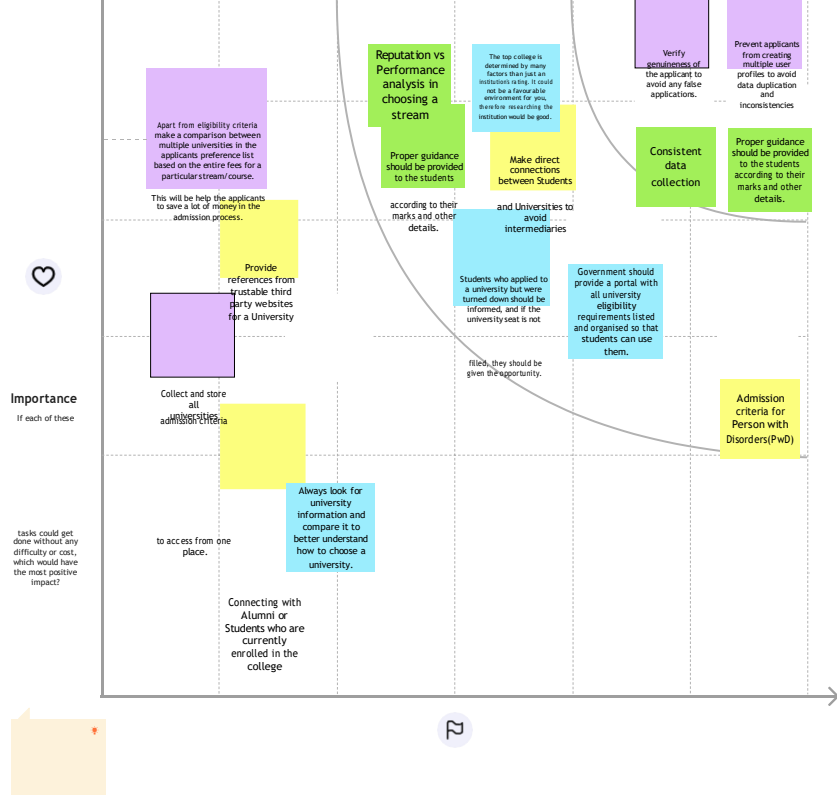 Verify
genuineness of
the applicant to
avoid any false
applications.
Prevent applicants
from creating
multiple user
profiles to avoid
data duplication
and
inconsistencies
Reputation vs
Performance
analysis in
choosing a
stream
The top college is
determined by many
factors than just an
institution's rating. It could
not be a favourable
environment for you,
therefore researching the
institution would be good.
Apart from eligibility criteria
make a comparison between
multiple universities in the
applicants preference list
based on the entire fees for a
particular stream/course.
This will be help the applicants
to save a lot of money in the
admission process.
Proper guidance
should be provided
to the students
according to their
marks and other
details.
Make direct
connections
between Students
and Universities to
avoid
intermediaries
Consistent
data
collection
Proper guidance
should be provided
to the students
according to their
marks and other
details.
Provide
references from
trustable third
party websites
for a University
Students who applied to
a university but were
turned down should be
informed, and if the
university seat is not
filled, they should be
given the opportunity.
Government should
provide a portal with
all university
eligibility
requirements listed
and organised so that
students can use
them.
Importance
If each of these
tasks could get
done without any
difficulty or cost,
which would have
the most positive
impact?
Collect and store
all
universities
admission criteria
to access from one
place.
Admission
criteria for
Person with
Disorders(PwD)
Always look for
university
information and
compare it to
better understand
how to choose a
university.
Connecting with
Alumni or
Students who are
currently
enrolled in the
college